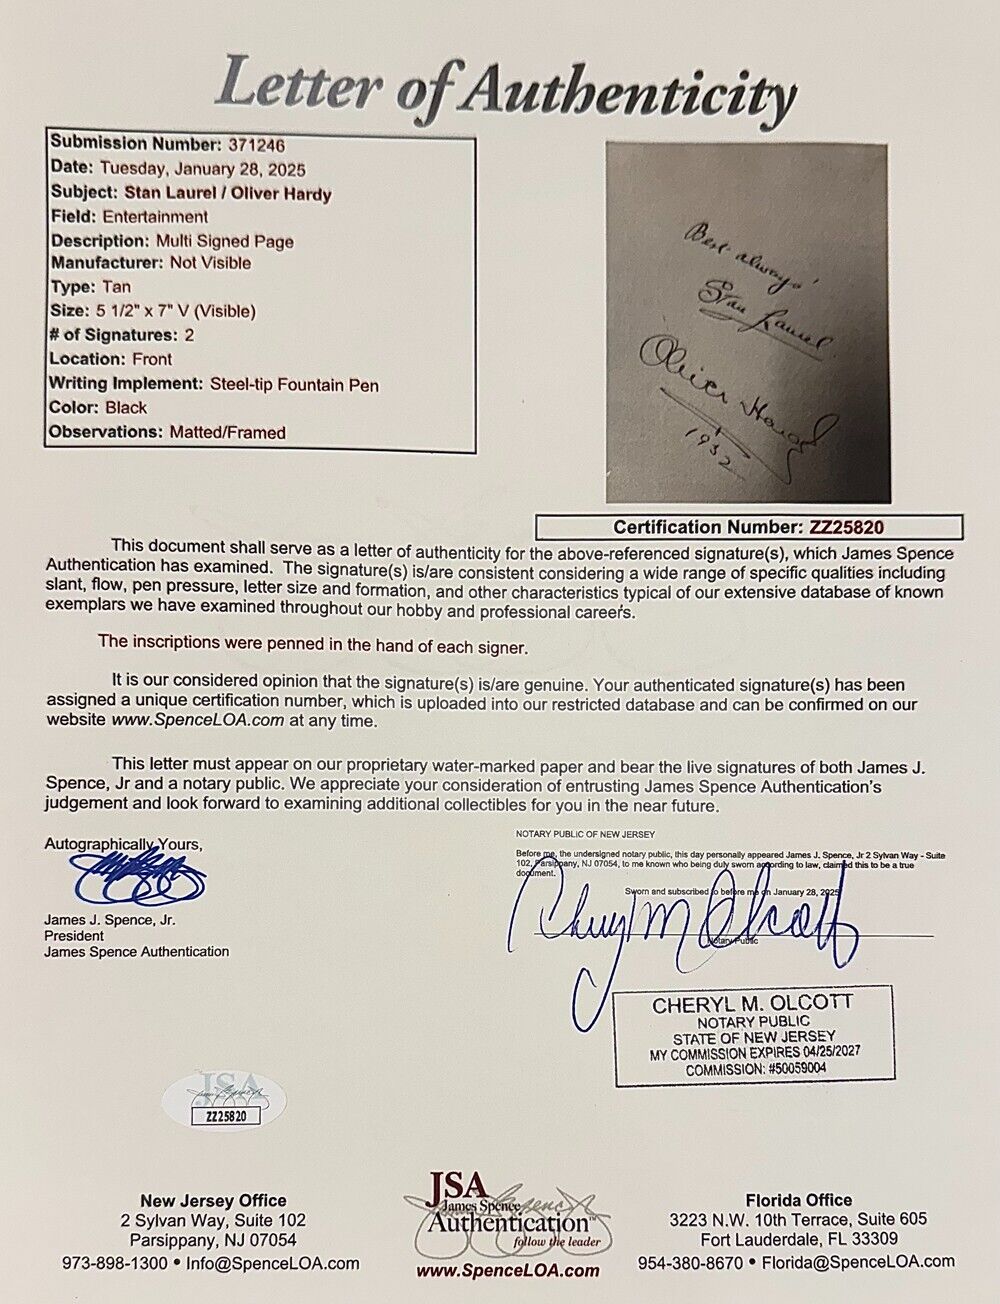 Letter of Authenticity
Submission Number: 371246
Date: Tuesday, January 28, 2025
Subject: Stan Laurel / Oliver Hardy
Field: Entertainment
Description: Multi Signed Page
Manufacturer: Not Visible
Type: Tan
Size: 5 1/2" x 7" V (Visible)
# of Signatures: 2
Location: Front
Writing Implement: Steel-tip Fountain Pen
Color: Black
Observations: Matted/Framed
Best always'
Stan Laurel
Oliver Hardy
1932
Certification Number: ZZ25820
This document shall serve as a letter of authenticity for the above-referenced signature(s), which James Spence
Authentication has examined. The signature(s) is/are consistent considering a wide range of specific qualities including
slant, flow, pen pressure, letter size and formation, and other characteristics typical of our extensive database of known
exemplars we have examined throughout our hobby and professional careers.
The inscriptions were penned in the hand of each signer.
It is our considered opinion that the signature(s) is/are genuine. Your authenticated signature(s) has been
assigned a unique certification number, which is uploaded into our restricted database and can be confirmed on our
website www.SpenceLOA.com at any time.
This letter must appear on our proprietary water-marked paper and bear the live signatures of both James J.
Spence, Jr and a notary public. We appreciate your consideration of entrusting James Spence Authentication's
judgement and look forward to examining additional collectibles for you in the near future.
Autographically Yours,
James J. Spence, Jr.
President
James Spence Authentication
NOTARY PUBLIC OF NEW JERSEY
Before me, the undersigned notary public, this day personally appeared James J. Spence, Jr 2 Sylvan Way - Suite
102, Parsippany, NJ 07054, to me known who being duly sworn according to law, claimed this to be a true
document.
Sworn and subscribed to before me on January 28, 2025
Cheryl M Olcott
Notary Public
CHERYL M. OLCOTT
NOTARY PUBLIC
STATE OF NEW JERSEY
MY COMMISSION EXPIRES 04/25/2027
COMMISSION: #50059004
JSA
ZZ25820
New Jersey Office
2 Sylvan Way, Suite 102
Parsippany, NJ 07054
973-898-1300 • Info@SpenceLOA.com
JSA
James Spence
Authentication™
follow the leader
www.SpenceLOA.com
Florida Office
3223 N.W. 10th Terrace, Suite 605
Fort Lauderdale, FL 33309
954-380-8670 • Florida@SpenceLOA.com